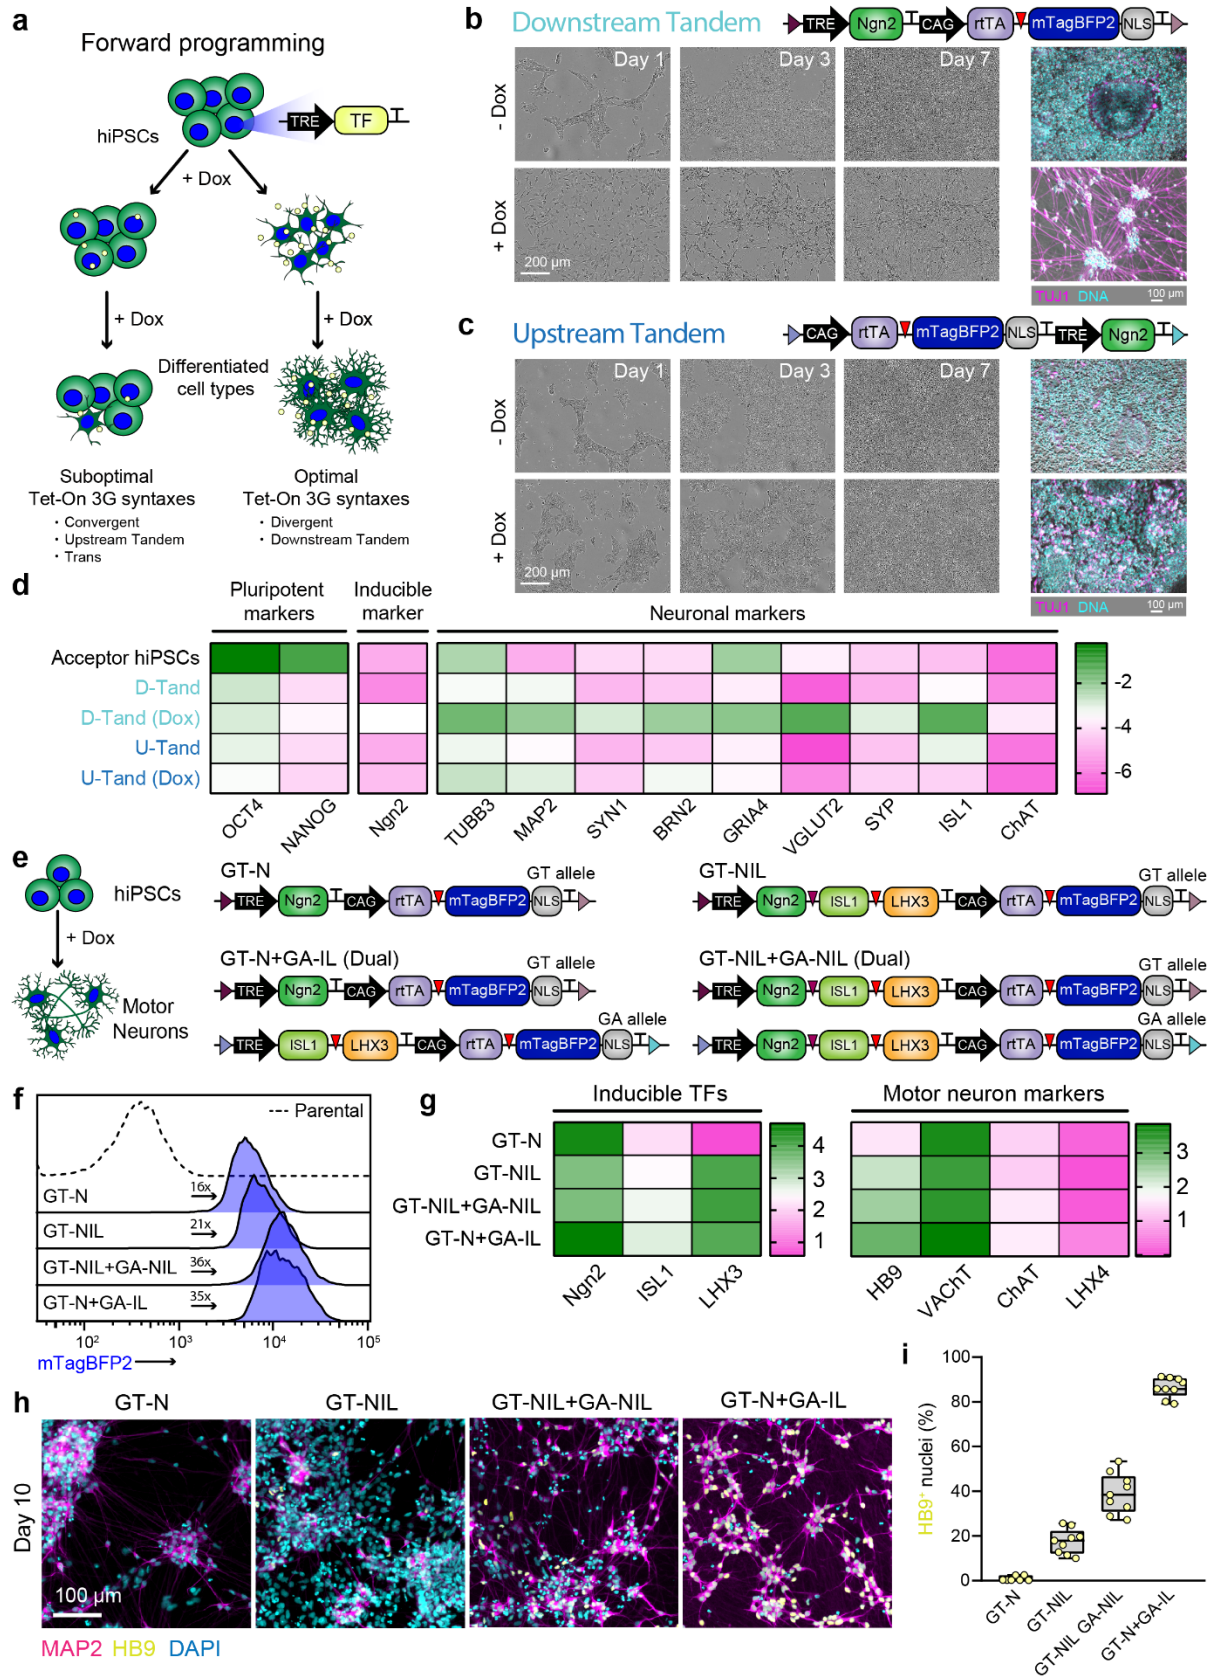 a
Forward programming
hiPSCs
TRE TF
+ Dox
+ Dox + Dox
Differentiated
cell types
Suboptimal
Tet-On 3G syntaxes
· Convergent
· Upstream Tandem
· Trans
Optimal
Tet-On 3G syntaxes
· Divergent
· Downstream Tandem
b
Downstream Tandem
TRE Ngn2 CAG rtTA mTagBFP2 NLS
Day 1 Day 3 Day 7
- Dox
+ Dox
200 µm
TUJ1 DNA 100 µm
c
Upstream Tandem
CAG rtTA mTagBFP2 NLS TRE Ngn2
Day 1 Day 3 Day 7
- Dox
+ Dox
200 µm
TUJ1 DNA 100 µm
d
Pluripotent
markers
Inducible
marker
Neuronal markers
Acceptor hiPSCs
D-Tand
D-Tand (Dox)
U-Tand
U-Tand (Dox)
-2
-4
-6
OCT4 NANOG Ngn2 TUBB3 MAP2 SYN1 BRN2 GRIA4 VGLUT2 SYP ISL1 ChAT
e
hiPSCs
+ Dox
Motor
Neurons
GT-N
GT allele
TRE Ngn2 CAG rtTA mTagBFP2 NLS
GT-NIL
GT allele
TRE Ngn2 ISL1 LHX3 CAG rtTA mTagBFP2 NLS
GT-N+GA-IL (Dual)
GT allele
TRE Ngn2 CAG rtTA mTagBFP2 NLS
GA allele
TRE ISL1 LHX3 CAG rtTA mTagBFP2 NLS
GT-NIL+GA-NIL (Dual)
GT allele
TRE Ngn2 ISL1 LHX3 CAG rtTA mTagBFP2 NLS
GA allele
TRE Ngn2 ISL1 LHX3 CAG rtTA mTagBFP2 NLS
f
--- Parental
GT-N 16x
GT-NIL 21x
GT-NIL+GA-NIL 36x
GT-N+GA-IL 35x
10² 10³ 10⁴ 10⁵
mTagBFP2
g
Inducible TFs
Motor neuron markers
GT-N
GT-NIL
GT-NIL+GA-NIL
GT-N+GA-IL
4
3
2
1
3
2
1
Ngn2 ISL1 LHX3
HB9 VAChT ChAT LHX4
h
GT-N GT-NIL GT-NIL+GA-NIL GT-N+GA-IL
Day 10
100 µm
MAP2 HB9 DAPI
i
HB9⁺ nuclei (%)
100
80
60
40
20
0
GT-N GT-NIL GT-NIL GA-NIL GT-N+GA-IL